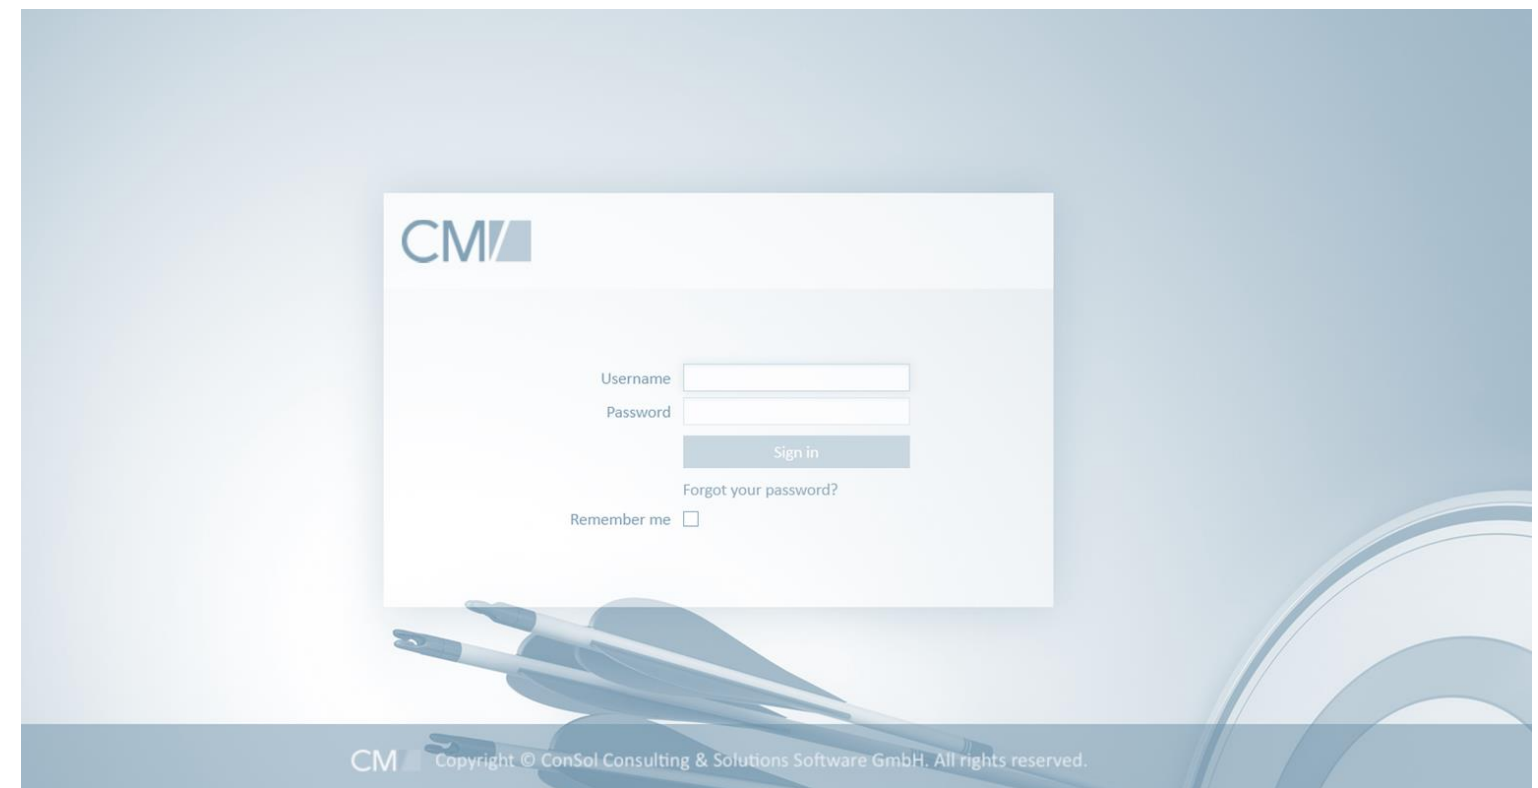 CM/
Username
Password
Sign in
Forgot your password?
Remember me
CM/ Copyright © ConSol Consulting & Solutions Software GmbH. All rights reserved.